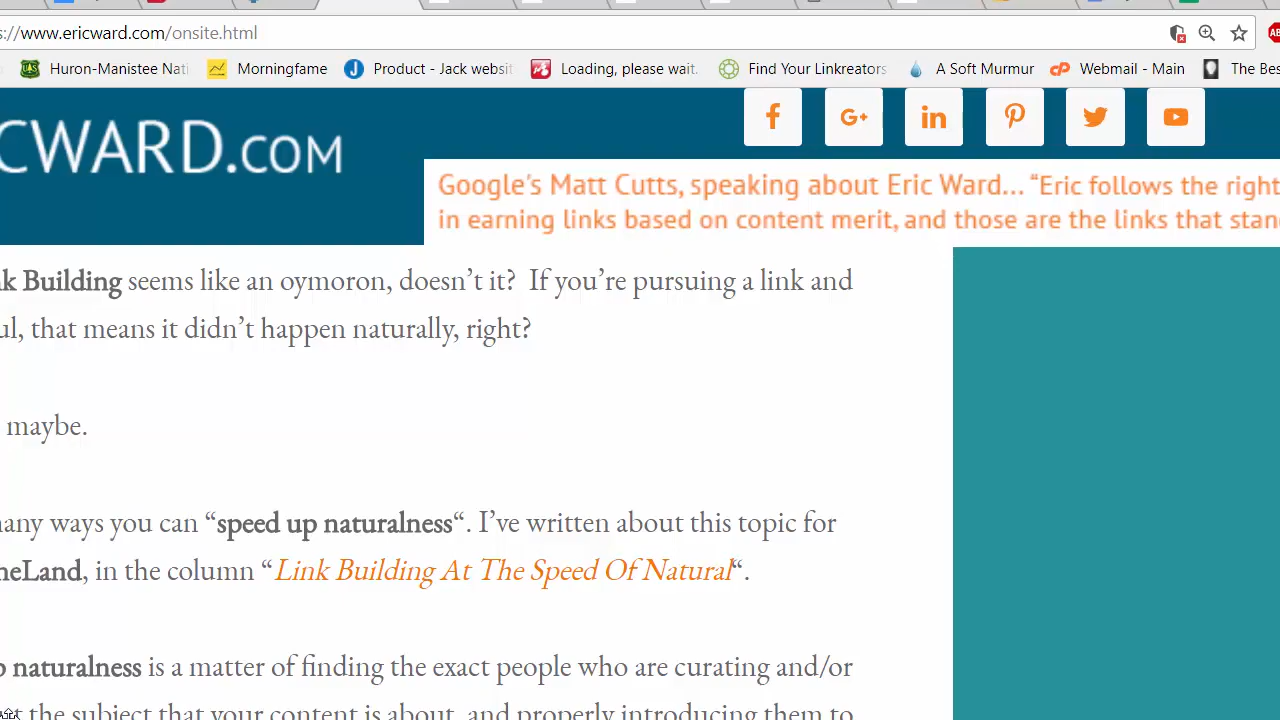 ://www.ericward.com/onsite.html
Huron-Manistee Nati Morningfame Product - Jack websit Loading, please wait. Find Your Linkreators A Soft Murmur Webmail - Main The Bes
CWARD.COM
Google's Matt Cutts, speaking about Eric Ward... “Eric follows the right
in earning links based on content merit, and those are the links that stan
k Building seems like an oymoron, doesn’t it? If you’re pursuing a link and
ul, that means it didn’t happen naturally, right?
maybe.
many ways you can “speed up naturalness“. I’ve written about this topic for
neLand, in the column “Link Building At The Speed Of Natural“.
p naturalness is a matter of finding the exact people who are curating and/or
the subject that your content is about, and properly introducing them to